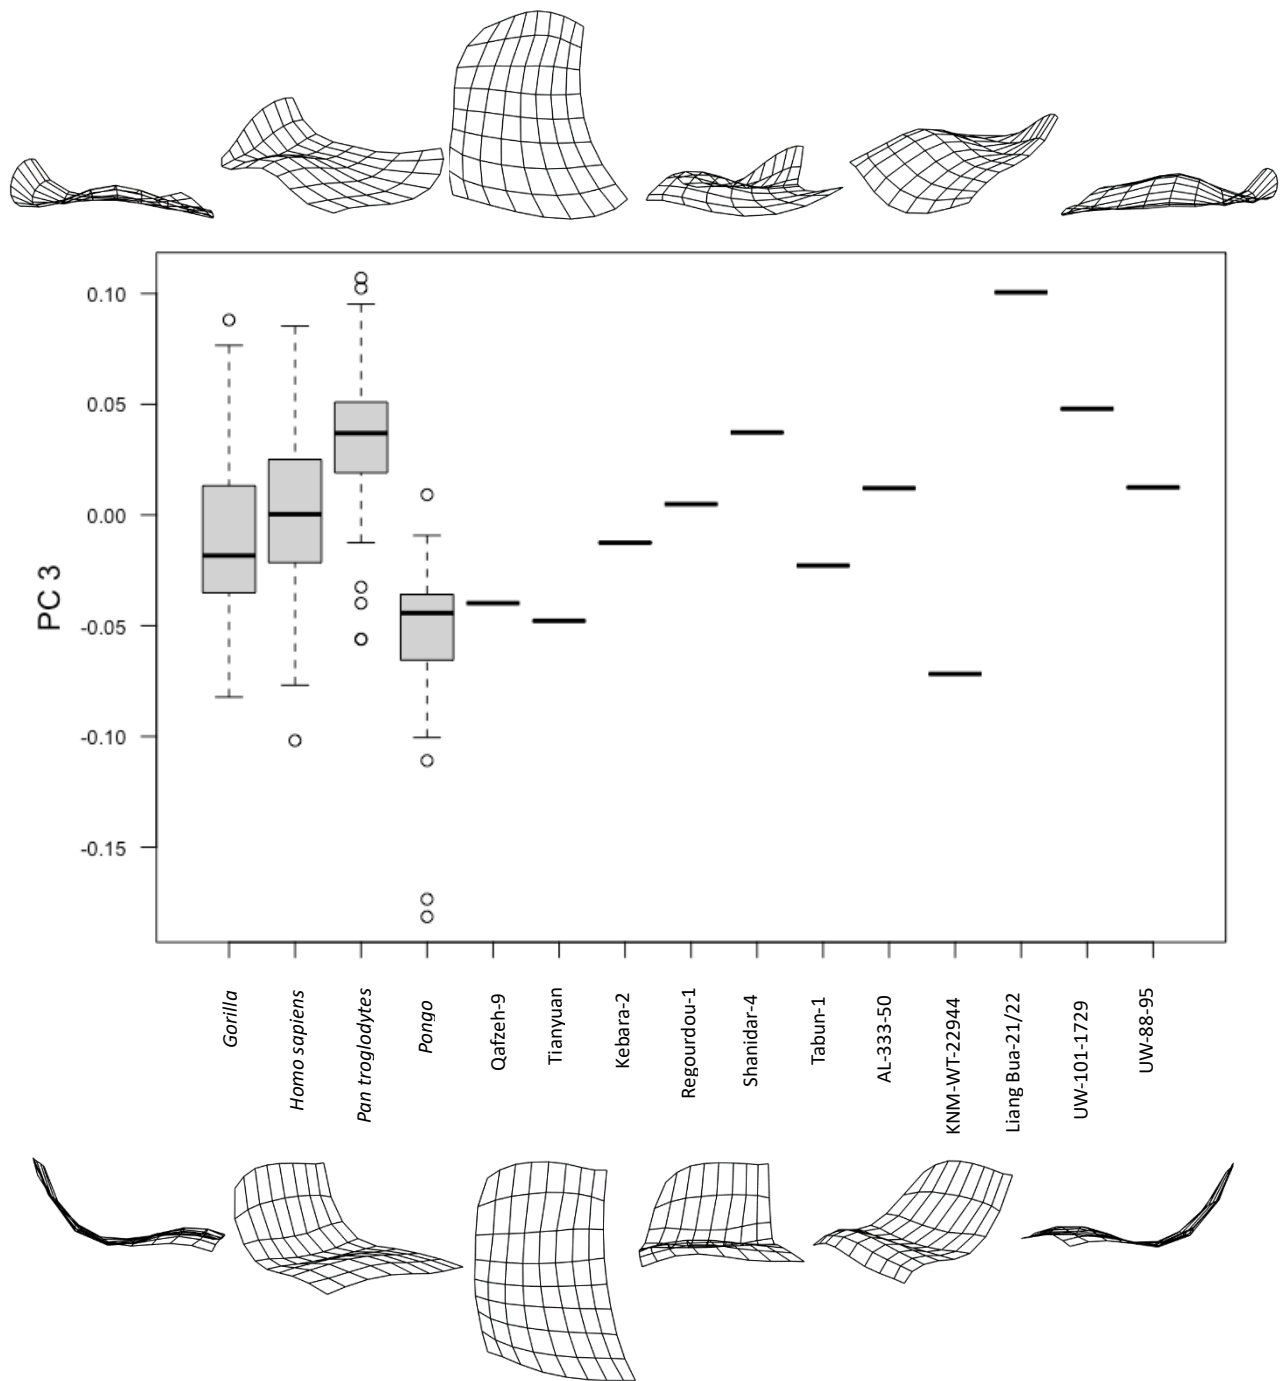 0.10
0.05
0.00
-0.05
-0.10
-0.15
PC 3
Gorilla
Homo sapiens
Pan troglodytes
Pongo
Qafzeh-9
Tianyuan
Kebara-2
Regourdou-1
Shanidar-4
Tabun-1
AL-333-50
KNM-WT-22944
Liang Bua-21/22
UW-101-1729
UW-88-95